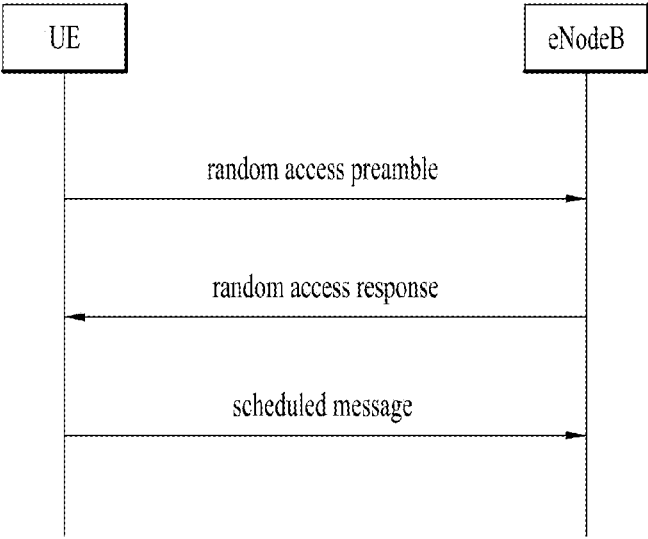 UE
eNodeB
random access preamble
random access response
scheduled message